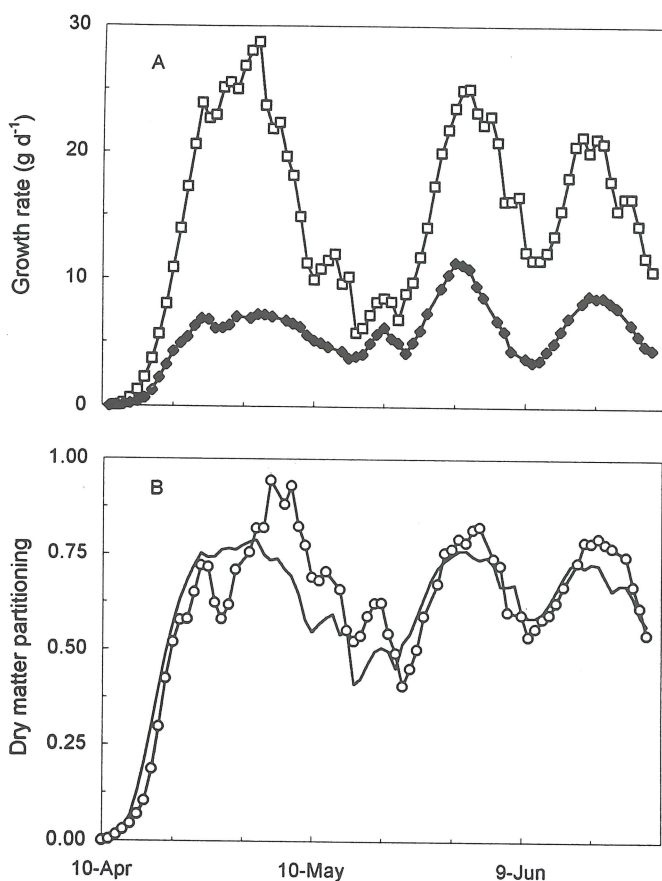 30
A
20
Growth rate (g d⁻¹)
10
0
1.00
B
0.75
Dry matter partitioning
0.50
0.25
0.00
10-Apr 10-May 9-Jun